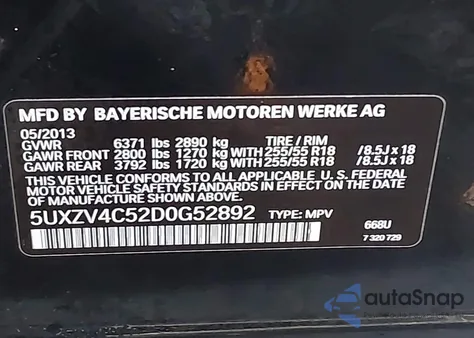 MFD BY BAYERISCHE MOTOREN WERKE AG
05/2013
GVWR 6371 lbs 2890 kg TIRE / RIM
GAWR FRONT 2800 lbs 1270 kg WITH 255/55 R18 / 8.5J x 18
GAWR REAR 3792 lbs 1720 kg WITH 255/55 R18 / 8.5J x 18
THIS VEHICLE CONFORMS TO ALL APPLICABLE U. S. FEDERAL
MOTOR VEHICLE SAFETY STANDARDS IN EFFECT ON THE
DATE OF MANUFACTURE SHOWN ABOVE.
5UXZV4C52D0G52892 TYPE: MPV
668U
7 320 729
autoSnap